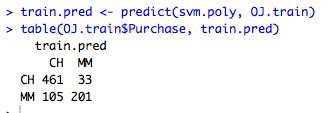 > train.pred <- predict(svm.poly, OJ.train)
> table(OJ.train$Purchase, train.pred)
train.pred
CH MM
CH 461 33
MM 105 201
>